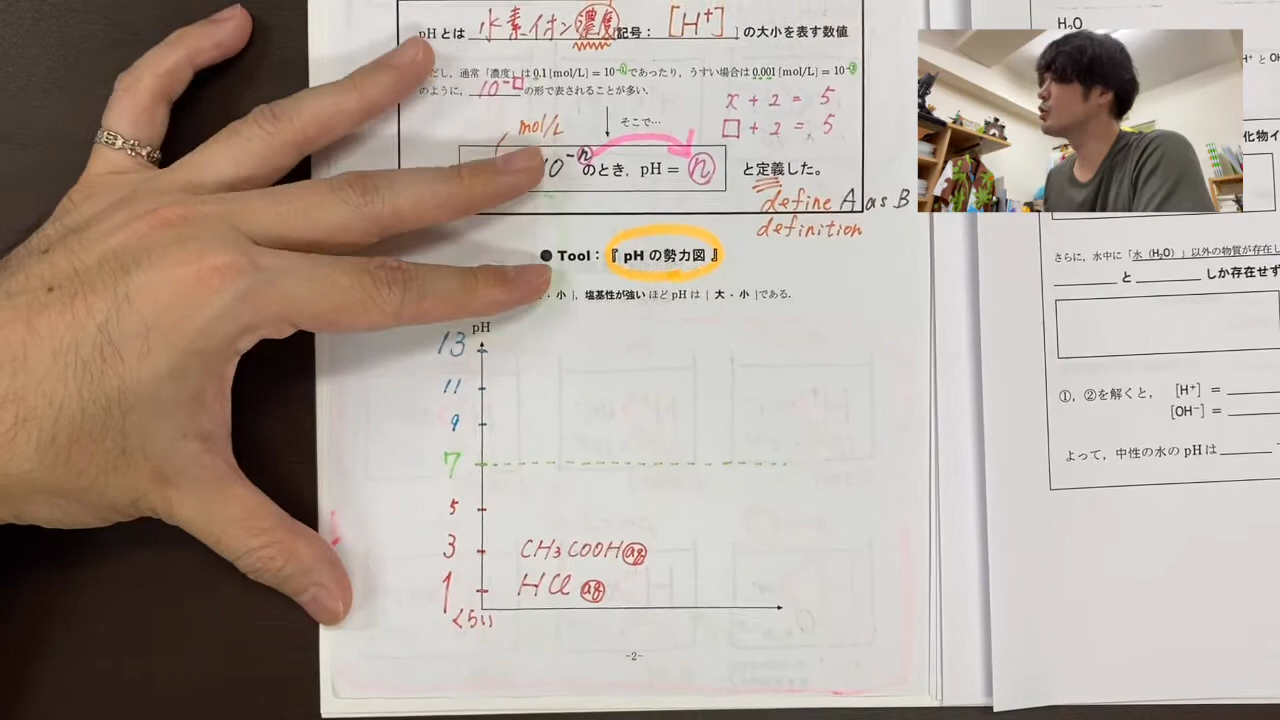 pHとは 水素イオン濃度 記号： [H⁺] の大小を表す数値
だし，通常「濃度」は 0.1 [mol/L] = 10⁻¹であったり，うすい場合は 0.001 [mol/L] = 10⁻³
のように， 10⁻□ の形で表されることが多い．
そこで…
x + 2 = 5
□ + 2 = 5
mol/L
10⁻ⁿ のとき，pH = n と定義した。
define A as B
definition
● Tool：『 pHの勢力図 』
・小 |，塩基性が強い ほど pH は | 大・小 |である．
pH
13
11
9
7
5
3 CH₃COOH aq
1 HCl aq
くらい
-2-
H₂O
H⁺ と OH
化物イ
さらに，水中に「水（H₂O）」以外の物質が存在し
と しか存在せず
①，②を解くと， [H⁺] =
[OH⁻] =
よって，中性の水の pH は